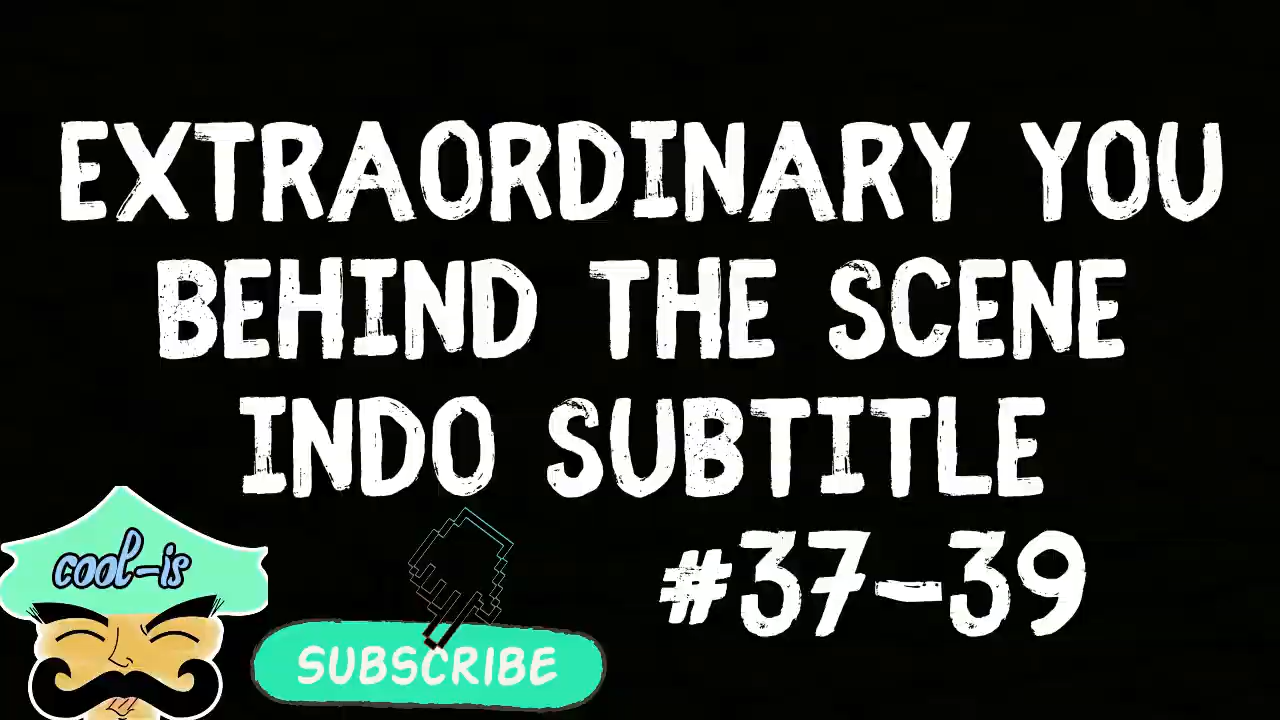 EXTRAORDINARY YOU
BEHIND THE SCENE
INDO SUBTITLE
#37-39
cool-is
SUBSCRIBE